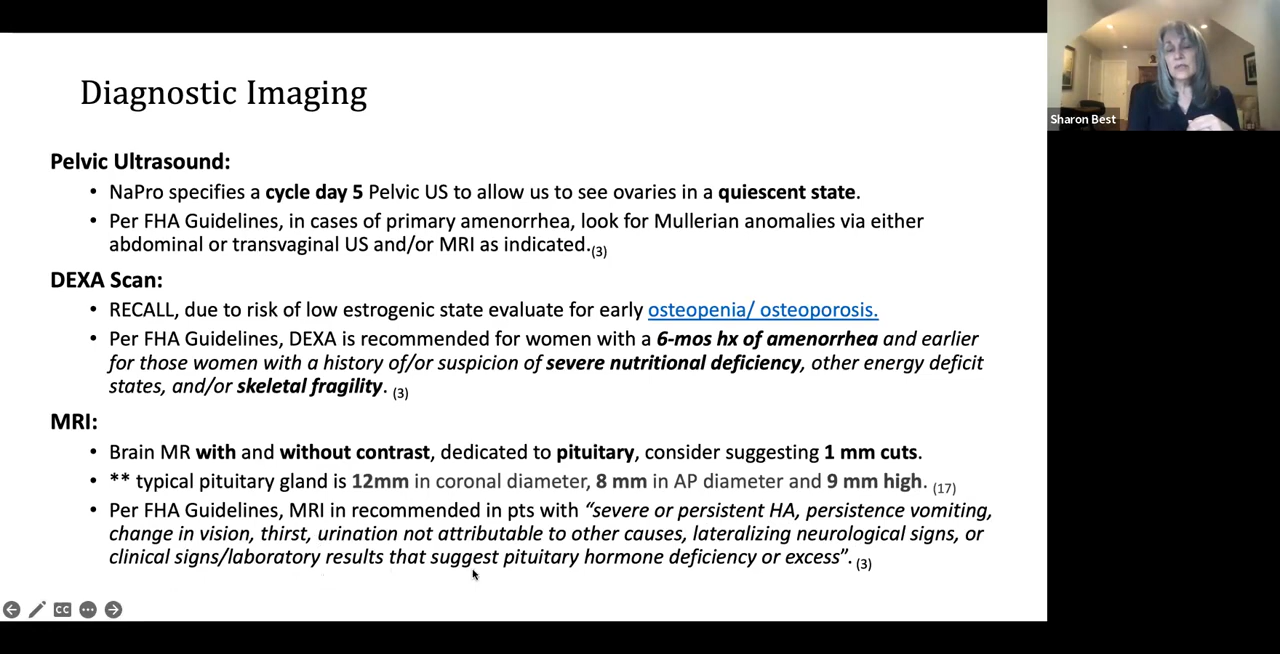 Diagnostic Imaging
Sharon Best
Pelvic Ultrasound:
• NaPro specifies a cycle day 5 Pelvic US to allow us to see ovaries in a quiescent state.
• Per FHA Guidelines, in cases of primary amenorrhea, look for Mullerian anomalies via either
abdominal or transvaginal US and/or MRI as indicated.(3)
DEXA Scan:
• RECALL, due to risk of low estrogenic state evaluate for early osteopenia/ osteoporosis.
• Per FHA Guidelines, DEXA is recommended for women with a 6-mos hx of amenorrhea and earlier
for those women with a history of/or suspicion of severe nutritional deficiency, other energy deficit
states, and/or skeletal fragility. (3)
MRI:
• Brain MR with and without contrast, dedicated to pituitary, consider suggesting 1 mm cuts.
• ** typical pituitary gland is 12mm in coronal diameter, 8 mm in AP diameter and 9 mm high. (17)
• Per FHA Guidelines, MRI in recommended in pts with “severe or persistent HA, persistence vomiting,
change in vision, thirst, urination not attributable to other causes, lateralizing neurological signs, or
clinical signs/laboratory results that suggest pituitary hormone deficiency or excess”. (3)
CC